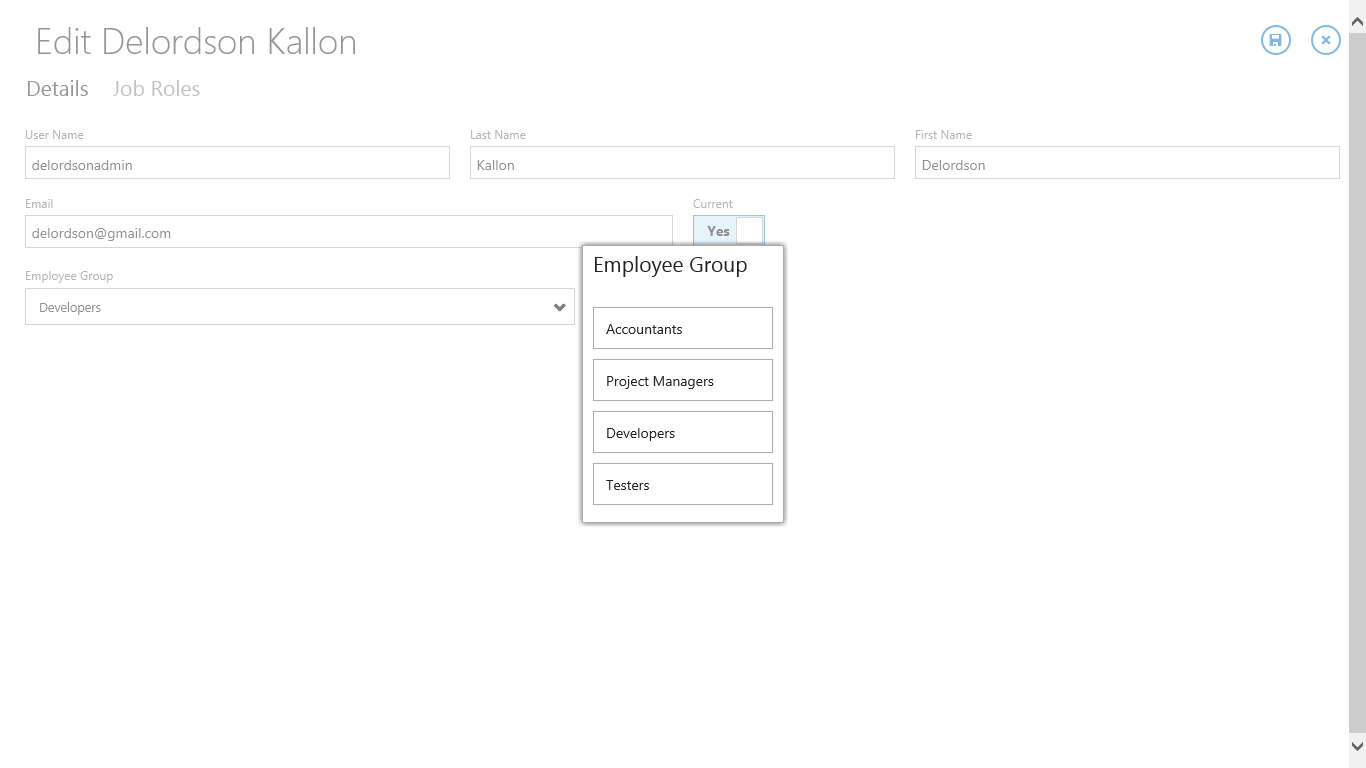 Edit Delordson Kallon
Details Job Roles
User Name Last Name First Name
delordsonadmin Kallon Delordson
Email Current
delordson@gmail.com Yes
Employee Group
Developers
Employee Group
Accountants
Project Managers
Developers
Testers